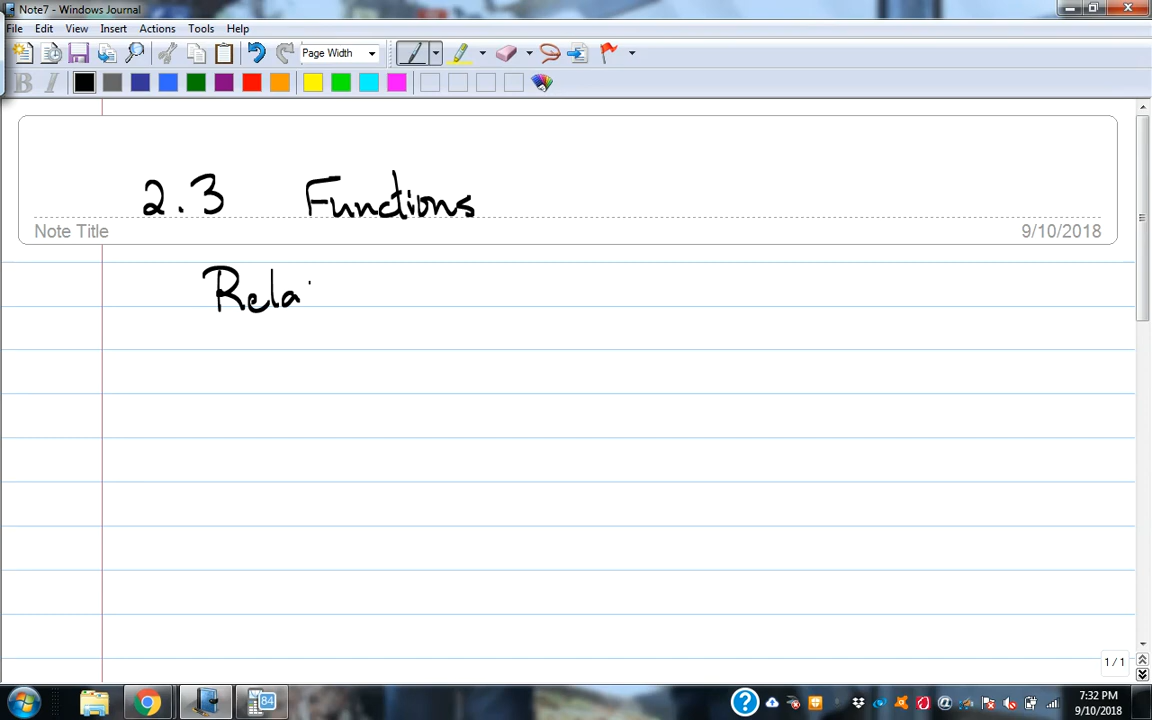 Note7 - Windows Journal
File Edit View Insert Actions Tools Help
Page Width
B I
2.3 Functions
Note Title 9/10/2018
Rela
1 / 1
84
7:32 PM
9/10/2018